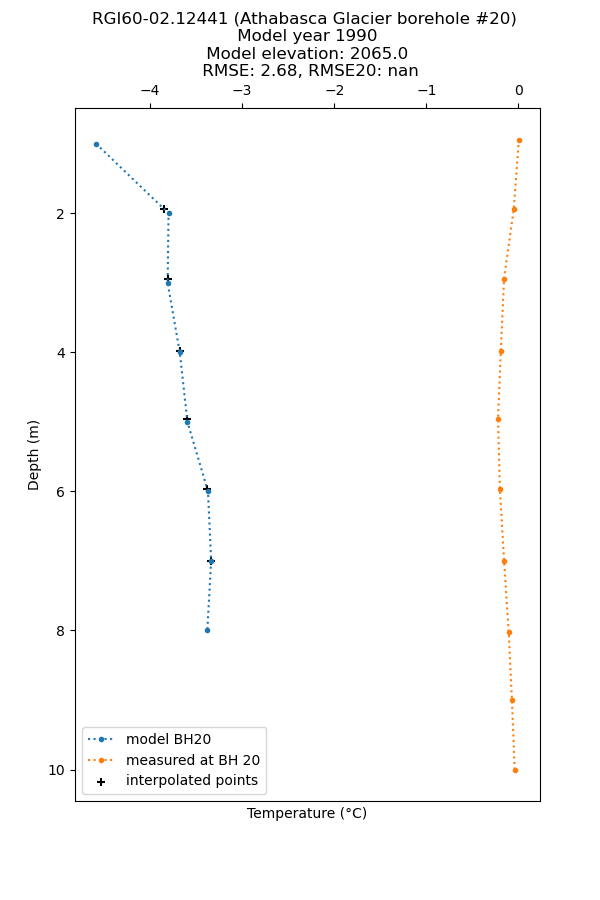 RGI60-02.12441 (Athabasca Glacier borehole #20)
Model year 1990
Model elevation: 2065.0
RMSE: 2.68, RMSE20: nan
−4 −3 −2 −1 0
2
4
6
8
10
Depth (m)
model BH20
measured at BH 20
interpolated points
Temperature (°C)